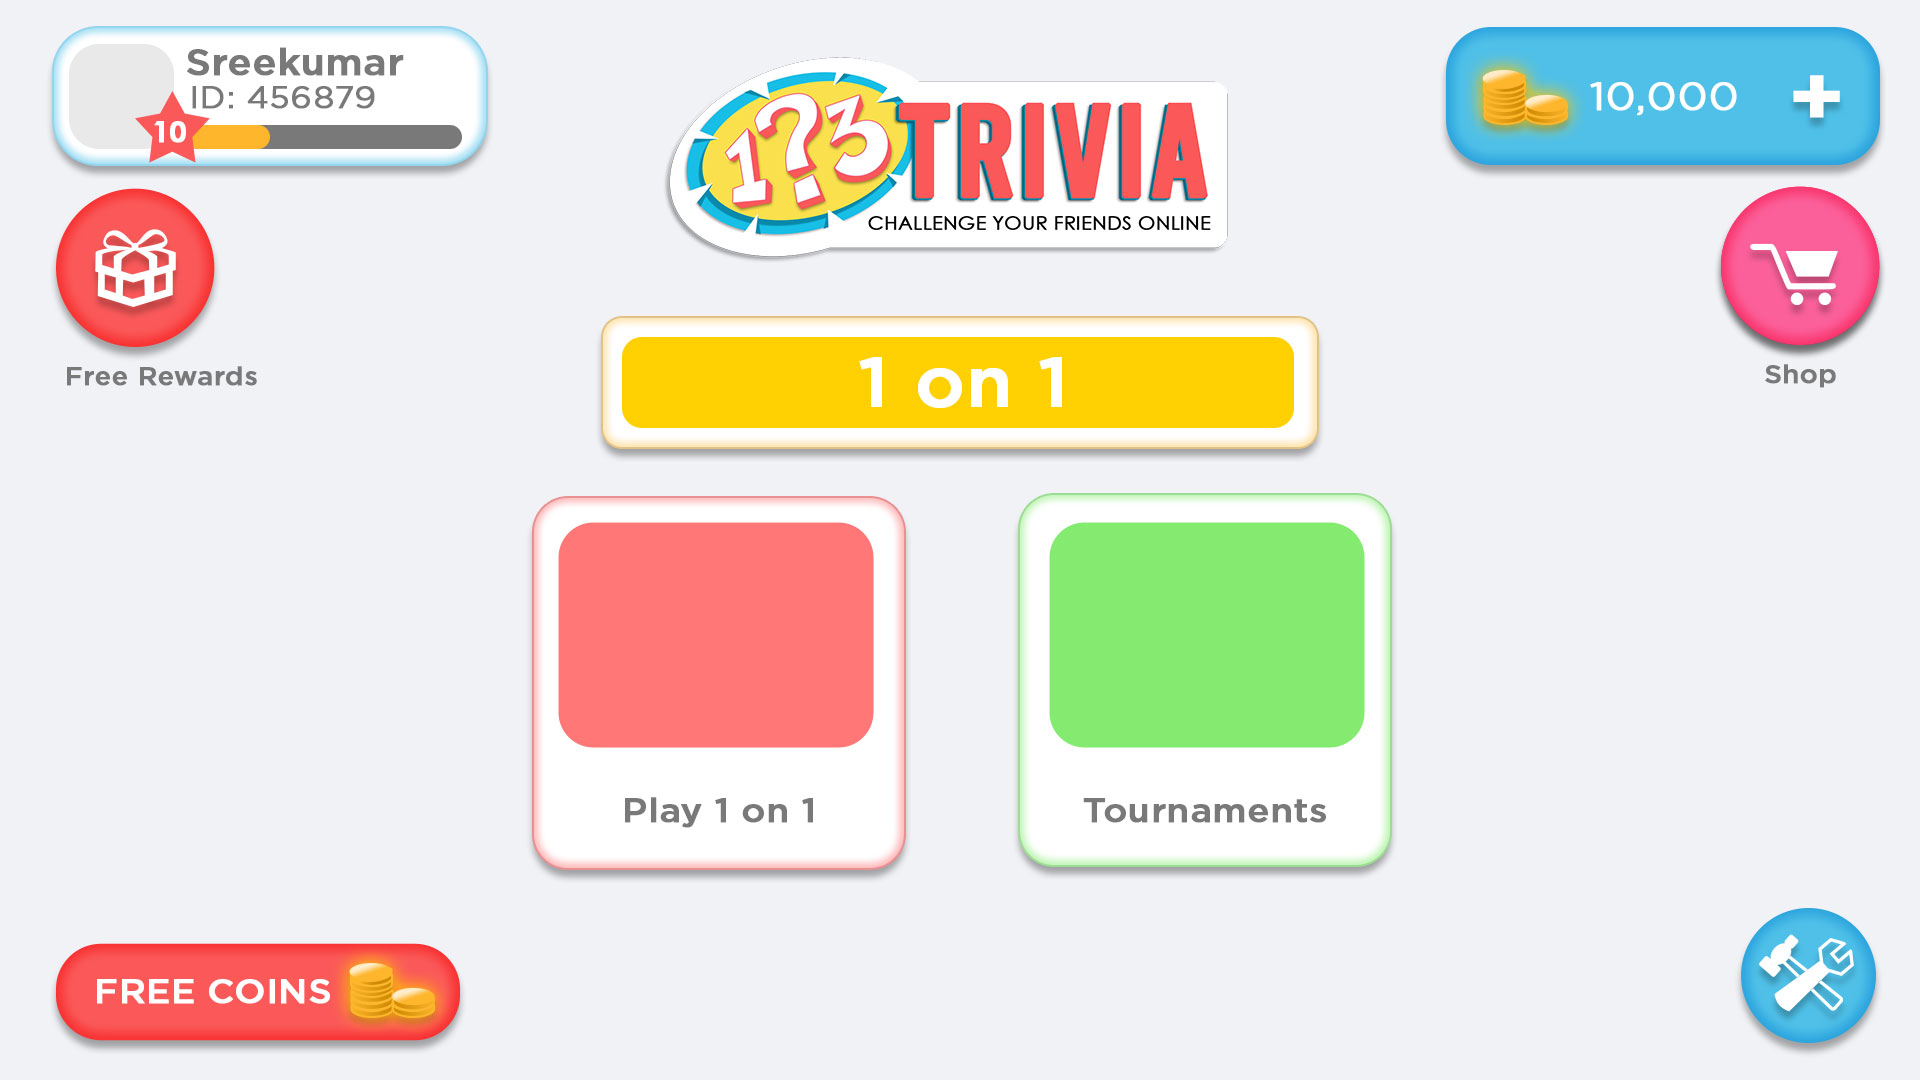 Sreekumar
ID: 456879
10
1?3 TRIVIA
CHALLENGE YOUR FRIENDS ONLINE
10,000
Free Rewards
Shop
1 on 1
Play 1 on 1
Tournaments
FREE COINS